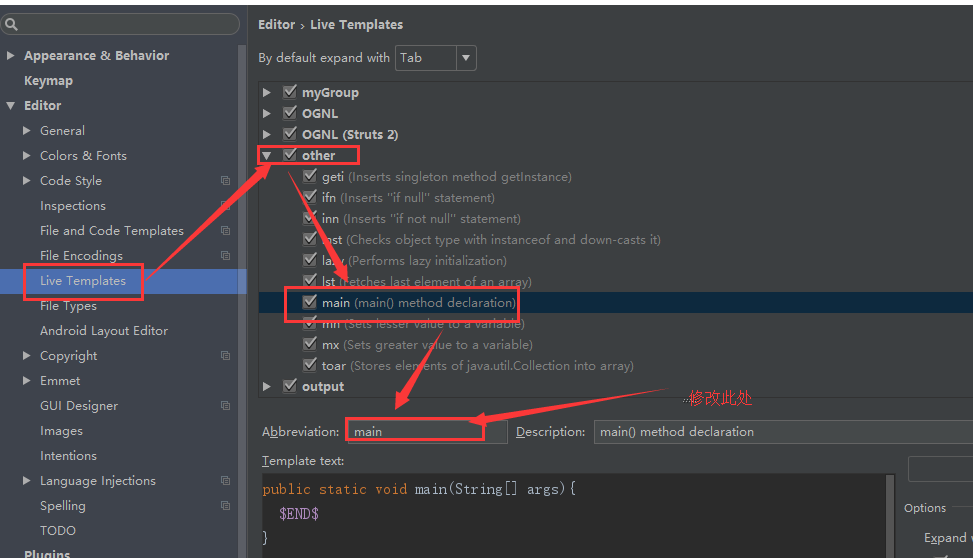 Editor › Live Templates
By default expand with Tab
Appearance & Behavior
Keymap
Editor
General
Colors & Fonts
Code Style
Inspections
File and Code Templates
File Encodings
Live Templates
File Types
Android Layout Editor
Copyright
Emmet
GUI Designer
Images
Intentions
Language Injections
Spelling
TODO
Plugins
myGroup
OGNL
OGNL (Struts 2)
other
geti (Inserts singleton method getInstance)
ifn (Inserts "if null" statement)
inn (Inserts "if not null" statement)
inst (Checks object type with instanceof and down-casts it)
lazy (Performs lazy initialization)
lst (Fetches last element of an array)
main (main() method declaration)
mn (Sets lesser value to a variable)
mx (Sets greater value to a variable)
toar (Stores elements of java.util.Collection into array)
output
修改此处
Abbreviation: main Description: main() method declaration
Template text:
public static void main(String[] args){
$END$
}
Options
Expand w